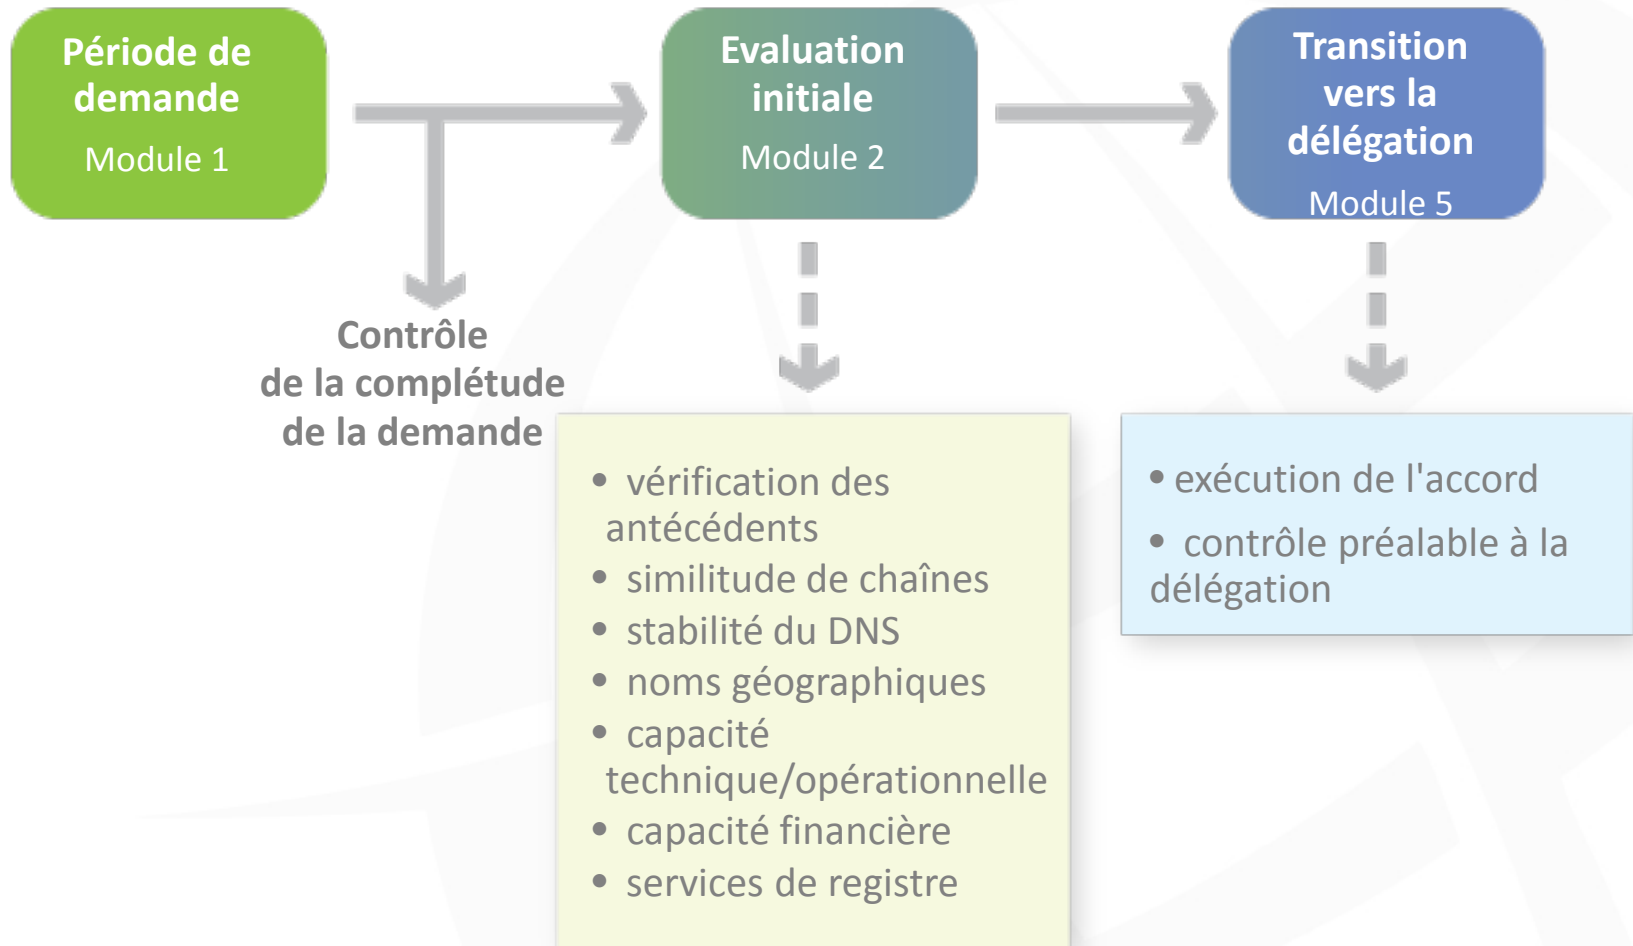 Période de
demande
Module 1
Evaluation
initiale
Module 2
Transition
vers la
délégation
Module 5
Contrôle
de la complétude
de la demande
• vérification des
antécédents
• similitude de chaînes
• stabilité du DNS
• noms géographiques
• capacité
technique/opérationnelle
• capacité financière
• services de registre
• exécution de l'accord
• contrôle préalable à la
délégation